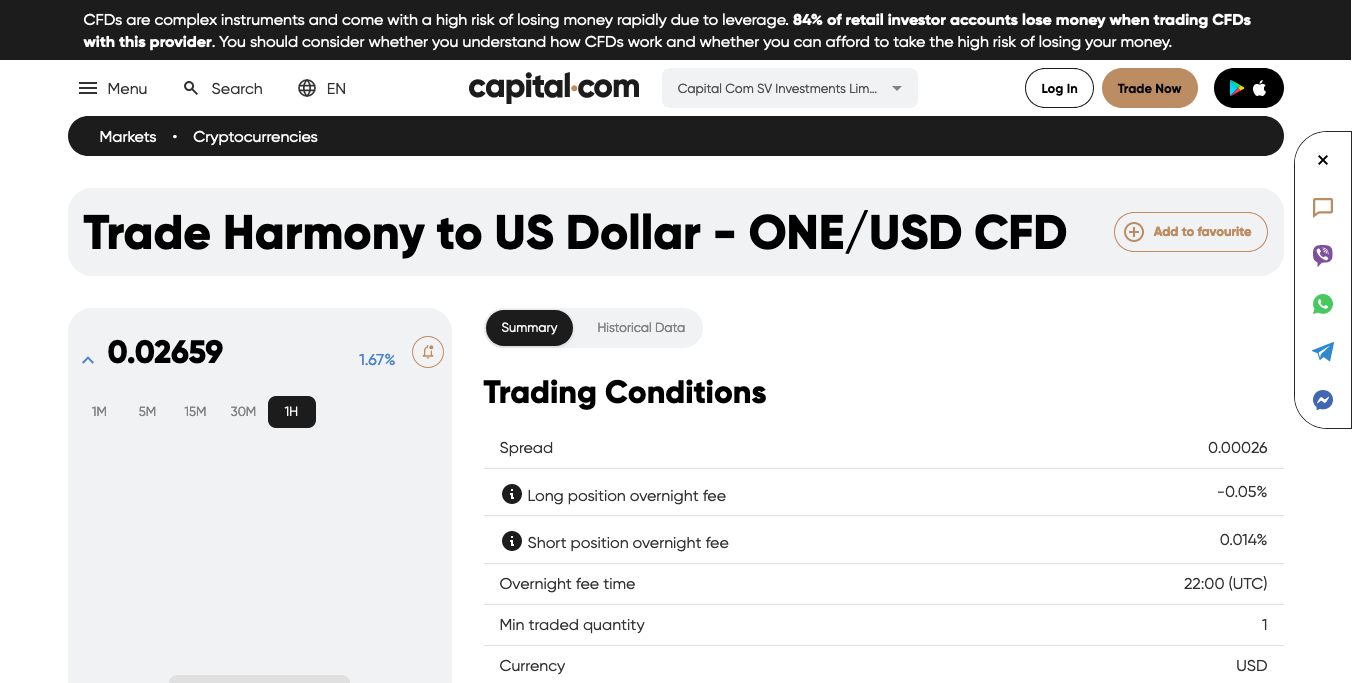 CFDs are complex instruments and come with a high risk of losing money rapidly due to leverage. 84% of retail investor accounts lose money when trading CFDs
with this provider. You should consider whether you understand how CFDs work and whether you can afford to take the high risk of losing your money.
Menu Search EN capital.com Capital Com SV Investments Lim... Log In Trade Now
Markets • Cryptocurrencies
Trade Harmony to US Dollar - ONE/USD CFD Add to favourite
0.02659 1.67%
1M 5M 15M 30M 1H
Summary Historical Data
Trading Conditions
Spread 0.00026
Long position overnight fee -0.05%
Short position overnight fee 0.014%
Overnight fee time 22:00 (UTC)
Min traded quantity 1
Currency USD